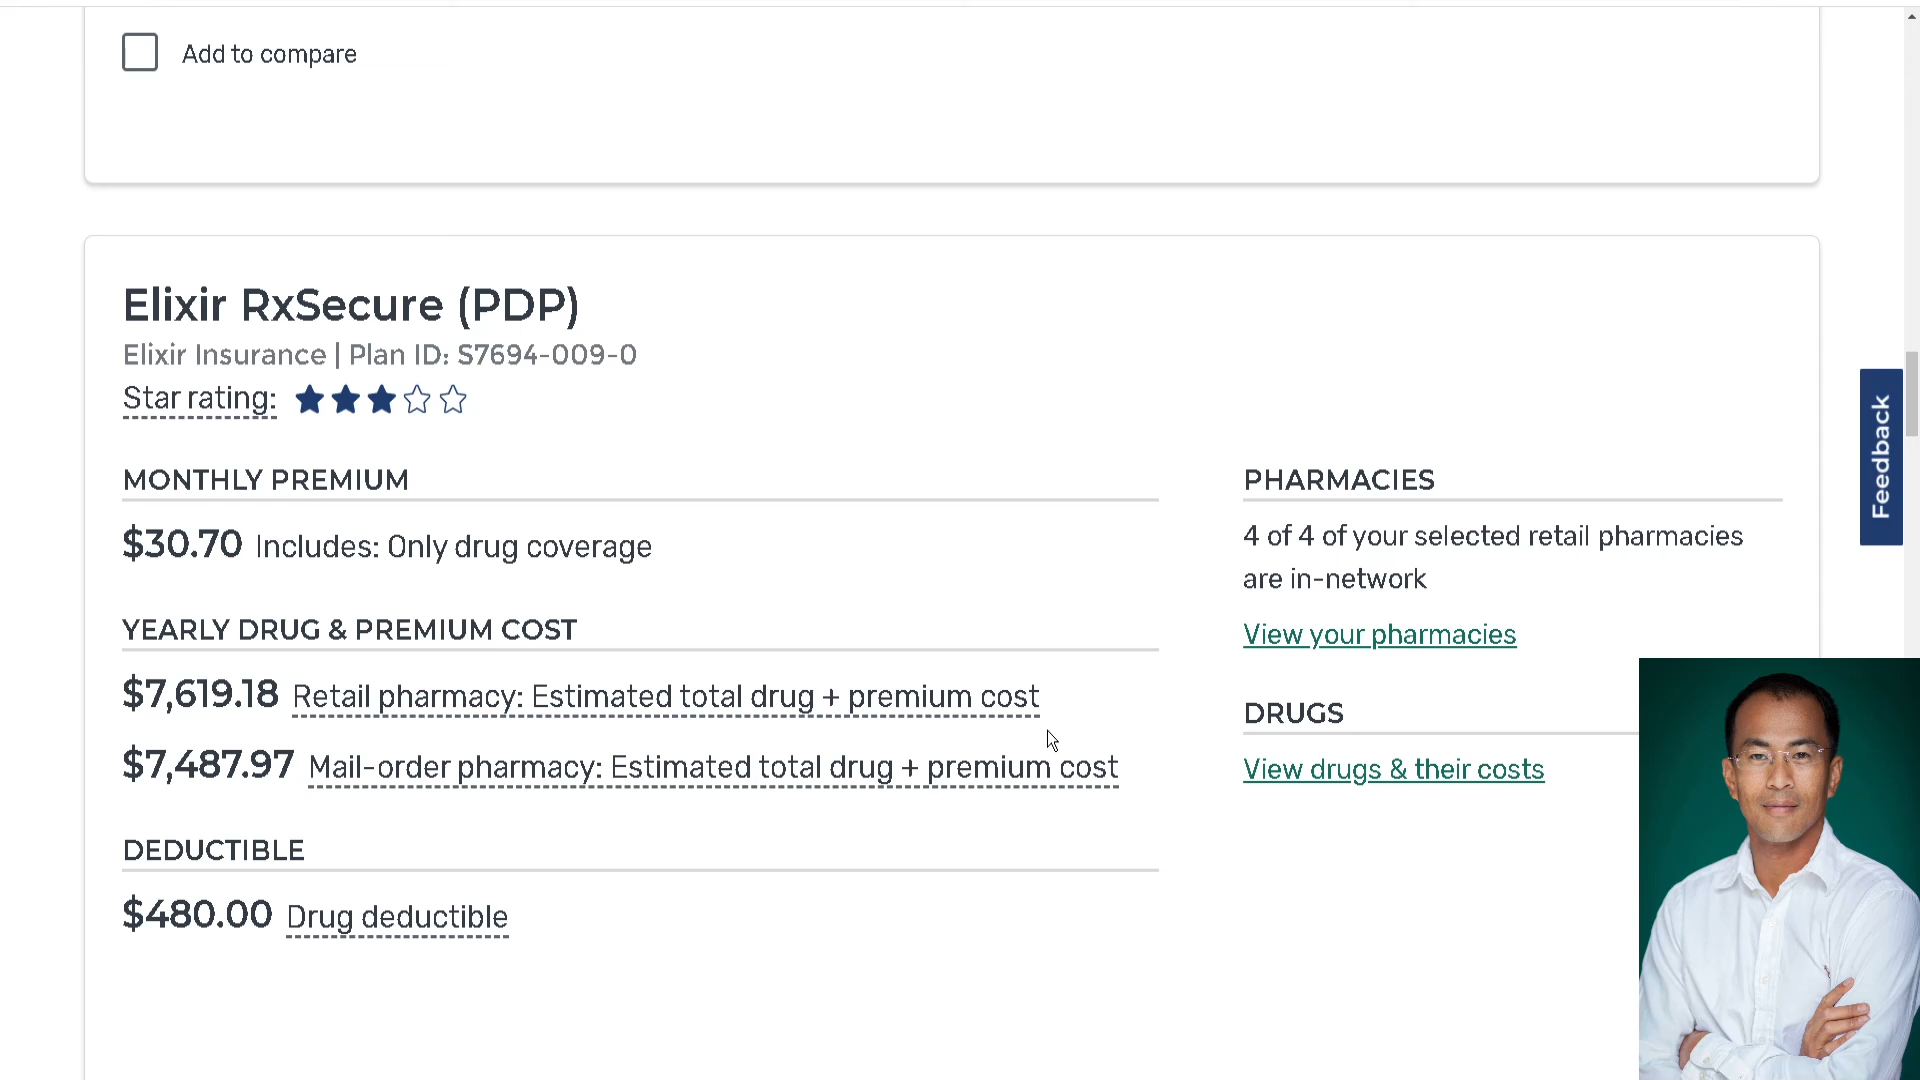 Add to compare
Elixir RxSecure (PDP)
Elixir Insurance | Plan ID: S7694-009-0
Star rating:
MONTHLY PREMIUM
$30.70 Includes: Only drug coverage
YEARLY DRUG & PREMIUM COST
$7,619.18 Retail pharmacy: Estimated total drug + premium cost
$7,487.97 Mail-order pharmacy: Estimated total drug + premium cost
DEDUCTIBLE
$480.00 Drug deductible
PHARMACIES
4 of 4 of your selected retail pharmacies
are in-network
View your pharmacies
DRUGS
View drugs & their costs
Feedback